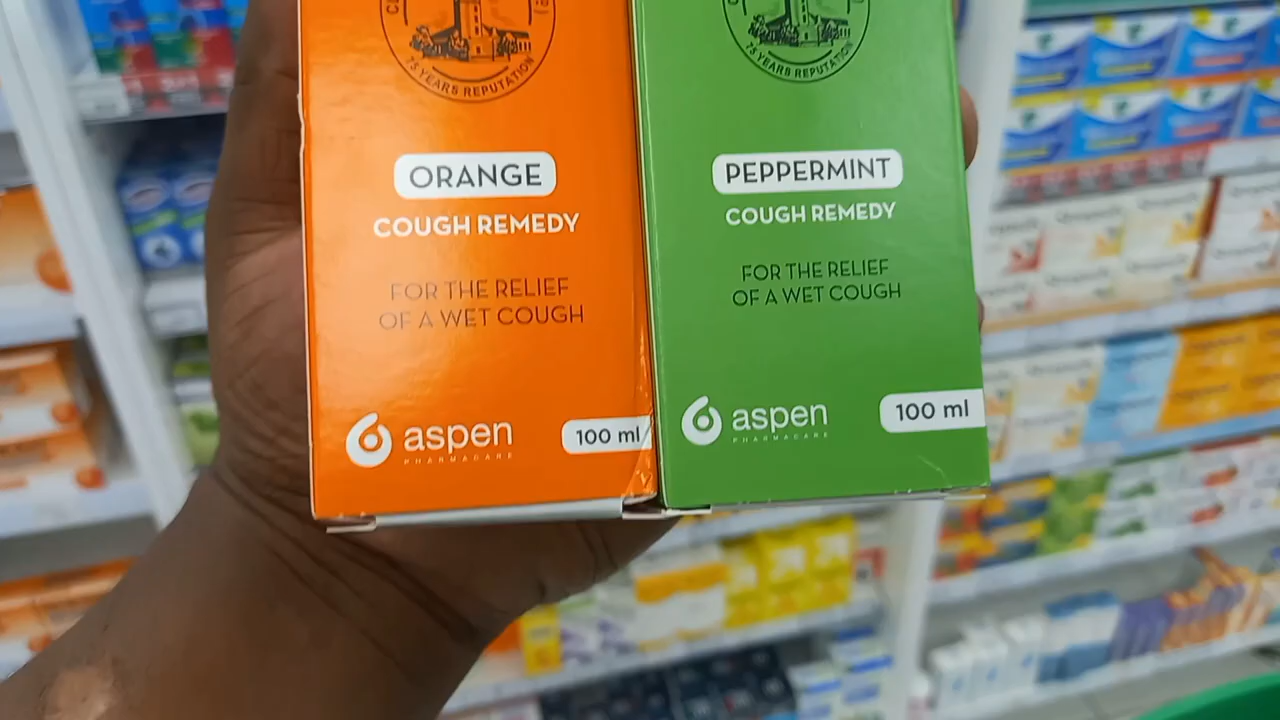 75 YEARS REPUTATION
ORANGE
COUGH REMEDY
FOR THE RELIEF
OF A WET COUGH
aspen
PHARMACARE
100 ml
75 YEARS REPUTATION
PEPPERMINT
COUGH REMEDY
FOR THE RELIEF
OF A WET COUGH
aspen
PHARMACARE
100 ml